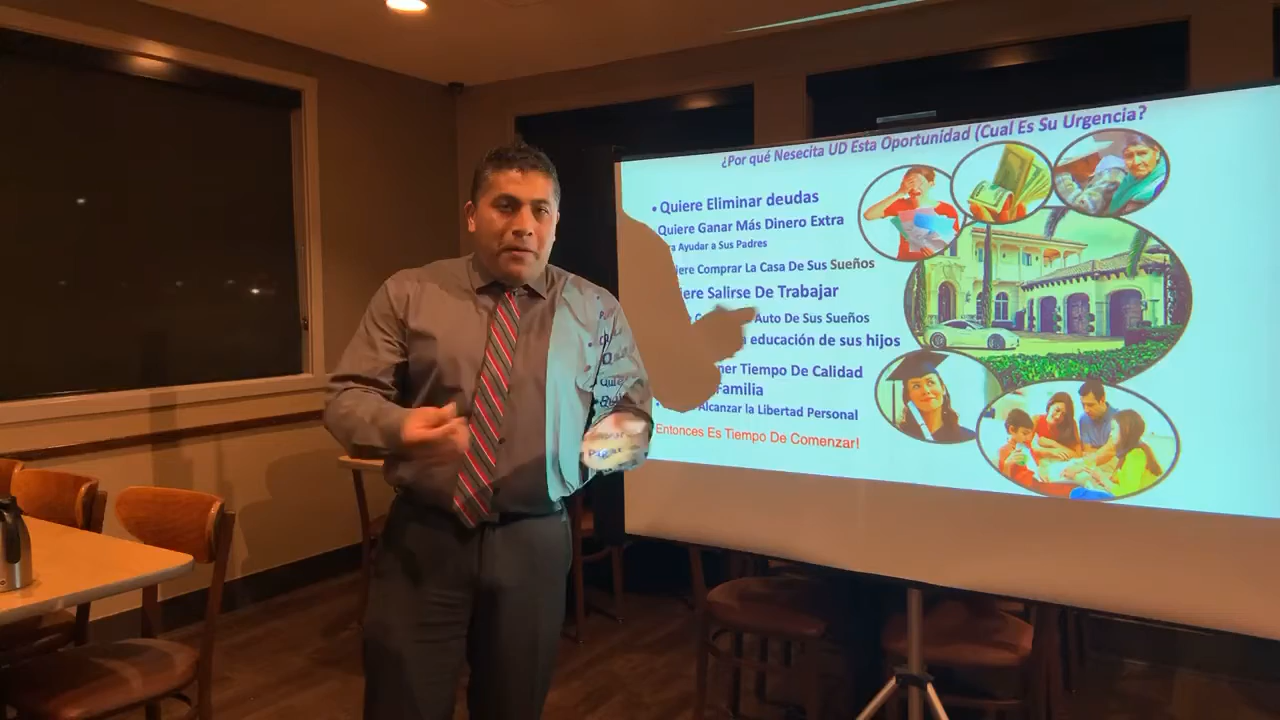 ¿Por qué Nesecita UD Esta Oportunidad (Cual Es Su Urgencia?
• Quiere Eliminar deudas
Quiere Ganar Más Dinero Extra
Ayudar a Sus Padres
Comprar La Casa De Sus Sueños
Salirse De Trabajar
Auto De Sus Sueños
educación de sus hijos
Tiempo De Calidad
Familia
Alcanzar la Libertad Personal
Entonces Es Tiempo De Comenzar!